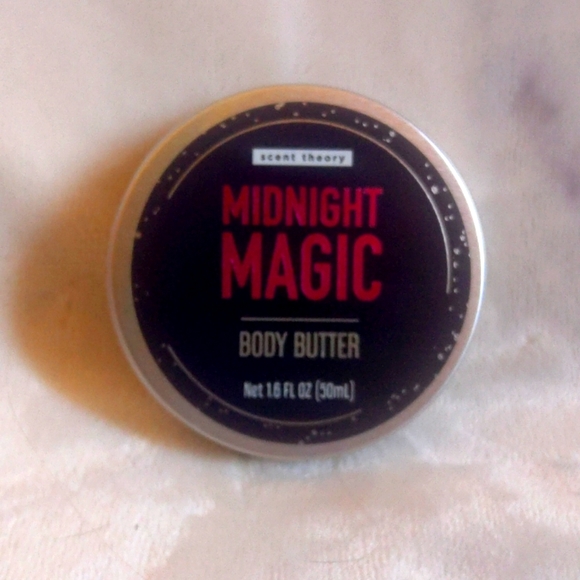 scent theory
MIDNIGHT
MAGIC
BODY BUTTER
Net 1.6 FL OZ (50mL)